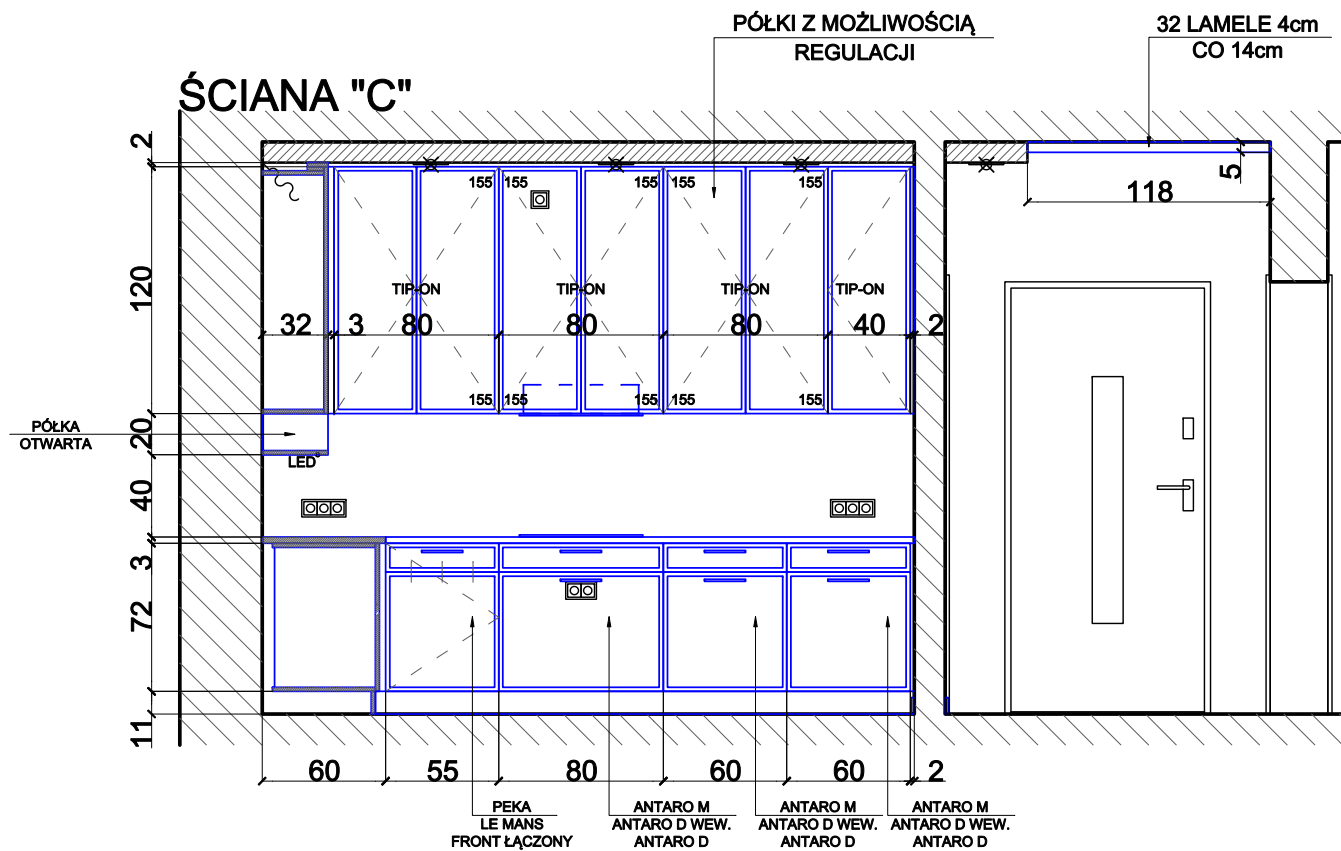 PÓŁKI Z MOŻLIWOŚCIĄ
REGULACJI
32 LAMELE 4cm
CO 14cm
ŚCIANA "C"
2
155 155 155 155 155
5
118
120
TIP-ON TIP-ON TIP-ON TIP-ON
32 3 80 80 80 40 2
155 155 155 155 155
PÓŁKA
OTWARTA
20
LED
40
3
72
11
60 55 80 60 60 2
PEKA
LE MANS
FRONT ŁĄCZONY
ANTARO M
ANTARO D WEW.
ANTARO D
ANTARO M
ANTARO D WEW.
ANTARO D
ANTARO M
ANTARO D WEW.
ANTARO D